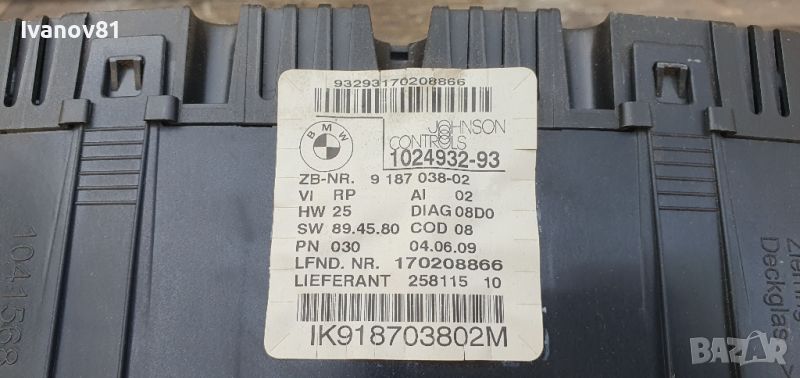 Ivanov81
93293170208866
BMW
JOHNSON
CONTROLS
1024932-93
ZB-NR. 9 187 038-02
VI RP AI 02
HW 25 DIAG 08D0
SW 89.45.80 COD 08
PN 030 04.06.09
LFND. NR. 170208866
LIEFERANT 258115 10
IK918703802M
1041568
Deckglas
BAZAR